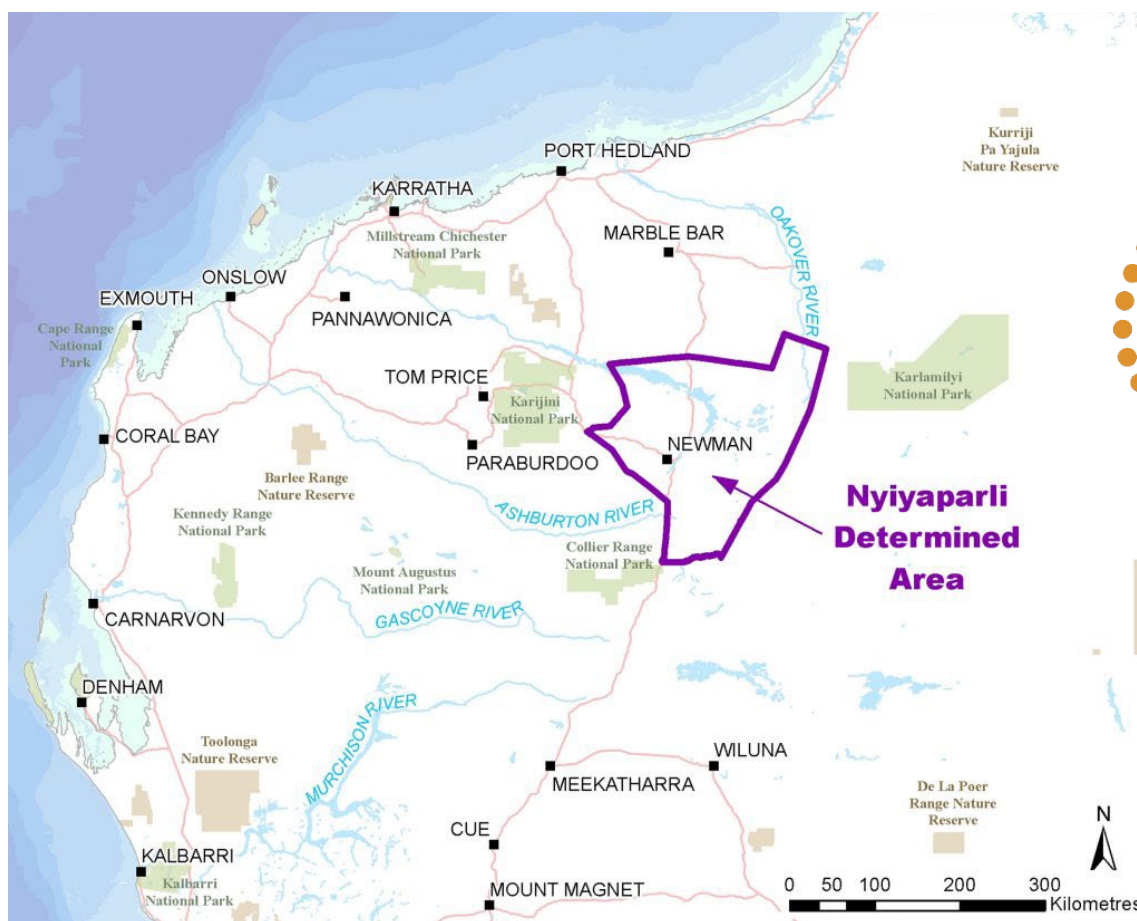 PORT HEDLAND
Kurriji
Pa Yajula
Nature Reserve
KARRATHA
OAKOVER RIVER
MARBLE BAR
Millstream Chichester
National Park
ONSLOW
EXMOUTH
PANNAWONICA
Cape Range
National
Park
TOM PRICE
Karijini
National Park
Karlamilyi
National Park
CORAL BAY
PARABURDOO
NEWMAN
Barlee Range
Nature Reserve
Nyiyaparli
Determined
Area
ASHBURTON RIVER
Kennedy Range
National Park
Collier Range
National Park
Mount Augustus
National Park
CARNARVON
GASCOYNE RIVER
DENHAM
MURCHISON RIVER
Toolonga
Nature Reserve
WILUNA
MEEKATHARRA
De La Poer
Range Nature
Reserve
CUE
N
KALBARRI
Kalbarri
National Park
MOUNT MAGNET
0 50 100 200 300
Kilometres